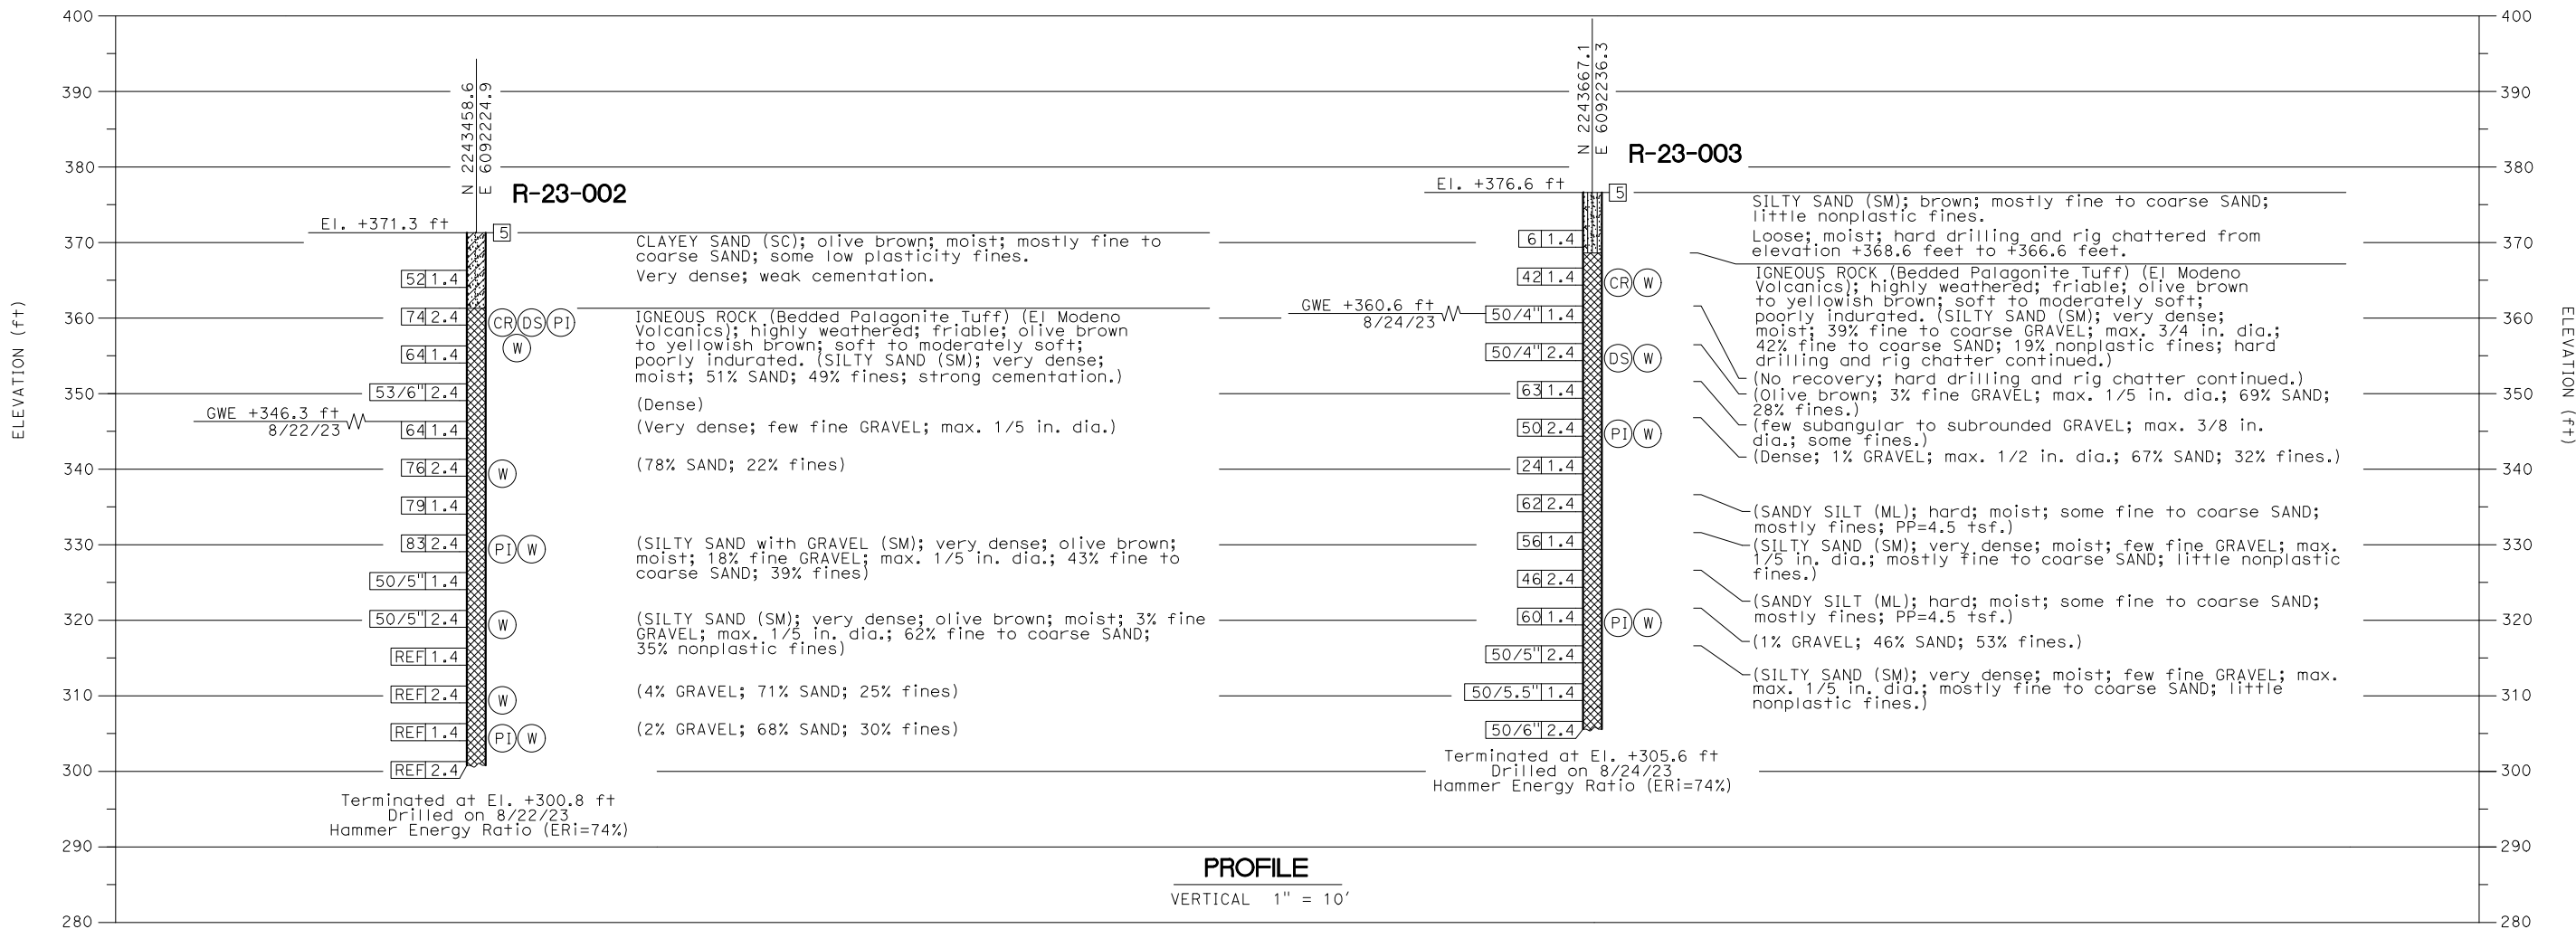 400
390
380
370
360
350
340
330
320
310
300
290
280
ELEVATION (ft)
N 2243458.6
E 6092224.9
R-23-002
El. +371.3 ft
5
52 1.4
74 2.4
64 1.4
53/6" 2.4
GWE +346.3 ft
8/22/23
64 1.4
76 2.4
79 1.4
83 2.4
50/5" 1.4
50/5" 2.4
REF 1.4
REF 2.4
REF 1.4
REF 2.4
CR DS PI
W
W
PI W
W
W
PI W
CLAYEY SAND (SC); olive brown; moist; mostly fine to
coarse SAND; some low plasticity fines.
Very dense; weak cementation.
IGNEOUS ROCK (Bedded Palagonite Tuff) (El Modeno
Volcanics); highly weathered; friable; olive brown
to yellowish brown; soft to moderately soft;
poorly indurated. (SILTY SAND (SM); very dense;
moist; 51% SAND; 49% fines; strong cementation.)
(Dense)
(Very dense; few fine GRAVEL; max. 1/5 in. dia.)
(78% SAND; 22% fines)
(SILTY SAND with GRAVEL (SM); very dense; olive brown;
moist; 18% fine GRAVEL; max. 1/5 in. dia.; 43% fine to
coarse SAND; 39% fines)
(SILTY SAND (SM); very dense; olive brown; moist; 3% fine
GRAVEL; max. 1/5 in. dia.; 62% fine to coarse SAND;
35% nonplastic fines)
(4% GRAVEL; 71% SAND; 25% fines)
(2% GRAVEL; 68% SAND; 30% fines)
Terminated at El. +300.8 ft
Drilled on 8/22/23
Hammer Energy Ratio (ERi=74%)
N 2243667.1
E 6092236.3
R-23-003
El. +376.6 ft
5
6 1.4
42 1.4
GWE +360.6 ft
8/24/23
50/4" 1.4
50/4" 2.4
63 1.4
50 2.4
24 1.4
62 2.4
56 1.4
46 2.4
60 1.4
50/5" 2.4
50/5.5" 1.4
50/6" 2.4
CR W
DS W
PI W
PI W
SILTY SAND (SM); brown; mostly fine to coarse SAND;
little nonplastic fines.
Loose; moist; hard drilling and rig chattered from
elevation +368.6 feet to +366.6 feet.
IGNEOUS ROCK (Bedded Palagonite Tuff) (El Modeno
Volcanics); highly weathered; friable; olive brown
to yellowish brown; soft to moderately soft;
poorly indurated. (SILTY SAND (SM); very dense;
moist; 39% fine to coarse GRAVEL; max. 3/4 in. dia.;
42% fine to coarse SAND; 19% nonplastic fines; hard
drilling and rig chatter continued.)
(No recovery; hard drilling and rig chatter continued.)
(Olive brown; 3% fine GRAVEL; max. 1/5 in. dia.; 69% SAND;
28% fines.)
(few subangular to subrounded GRAVEL; max. 3/8 in.
dia.; some fines.)
(Dense; 1% GRAVEL; max. 1/2 in. dia.; 67% SAND; 32% fines.)
(SANDY SILT (ML); hard; moist; some fine to coarse SAND;
mostly fines; PP=4.5 tsf.)
(SILTY SAND (SM); very dense; moist; few fine GRAVEL; max.
1/5 in. dia.; mostly fine to coarse SAND; little nonplastic
fines.)
(SANDY SILT (ML); hard; moist; some fine to coarse SAND;
mostly fines; PP=4.5 tsf.)
(1% GRAVEL; 46% SAND; 53% fines.)
(SILTY SAND (SM); very dense; moist; few fine GRAVEL; max.
max. 1/5 in. dia.; mostly fine to coarse SAND; little
nonplastic fines.)
Terminated at El. +305.6 ft
Drilled on 8/24/23
Hammer Energy Ratio (ERi=74%)
400
390
380
370
360
350
340
330
320
310
300
290
280
ELEVATION (ft)
PROFILE
VERTICAL 1" = 10'